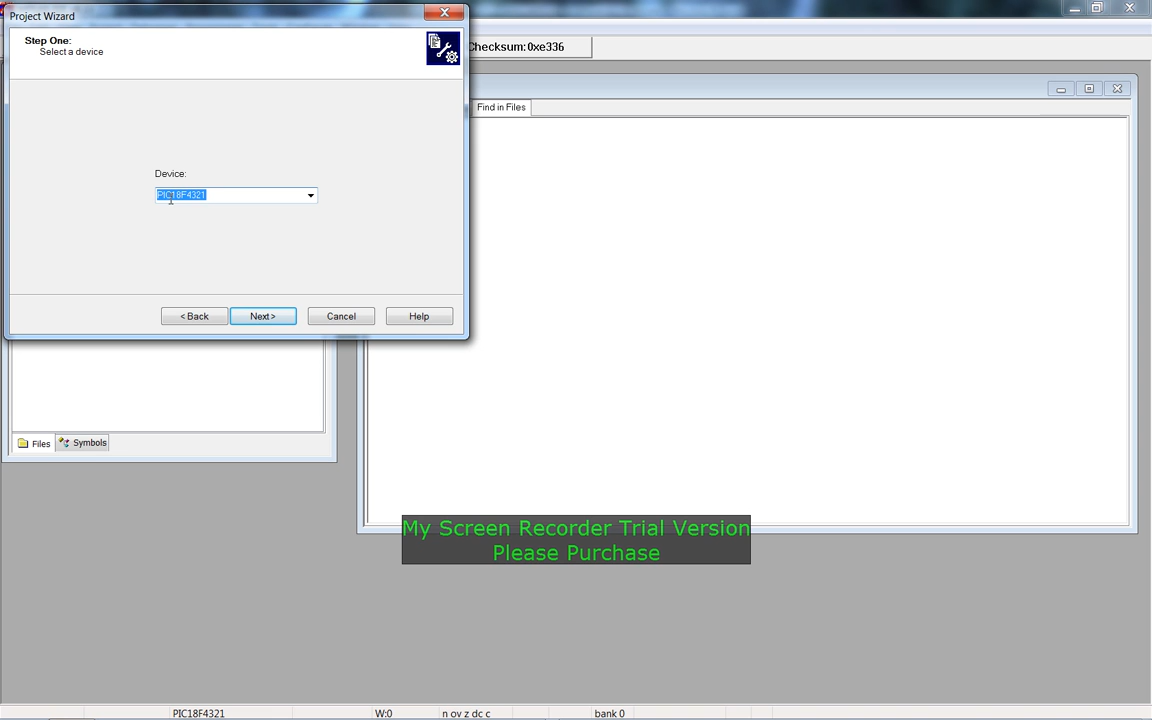 Project Wizard
Step One:
Select a device
Checksum:0xe336
Find in Files
Device:
PIC18F4321
< Back
Next>
Cancel
Help
Files
Symbols
My Screen Recorder Trial Version
Please Purchase
PIC18F4321
W:0
n ov z dc c
bank 0